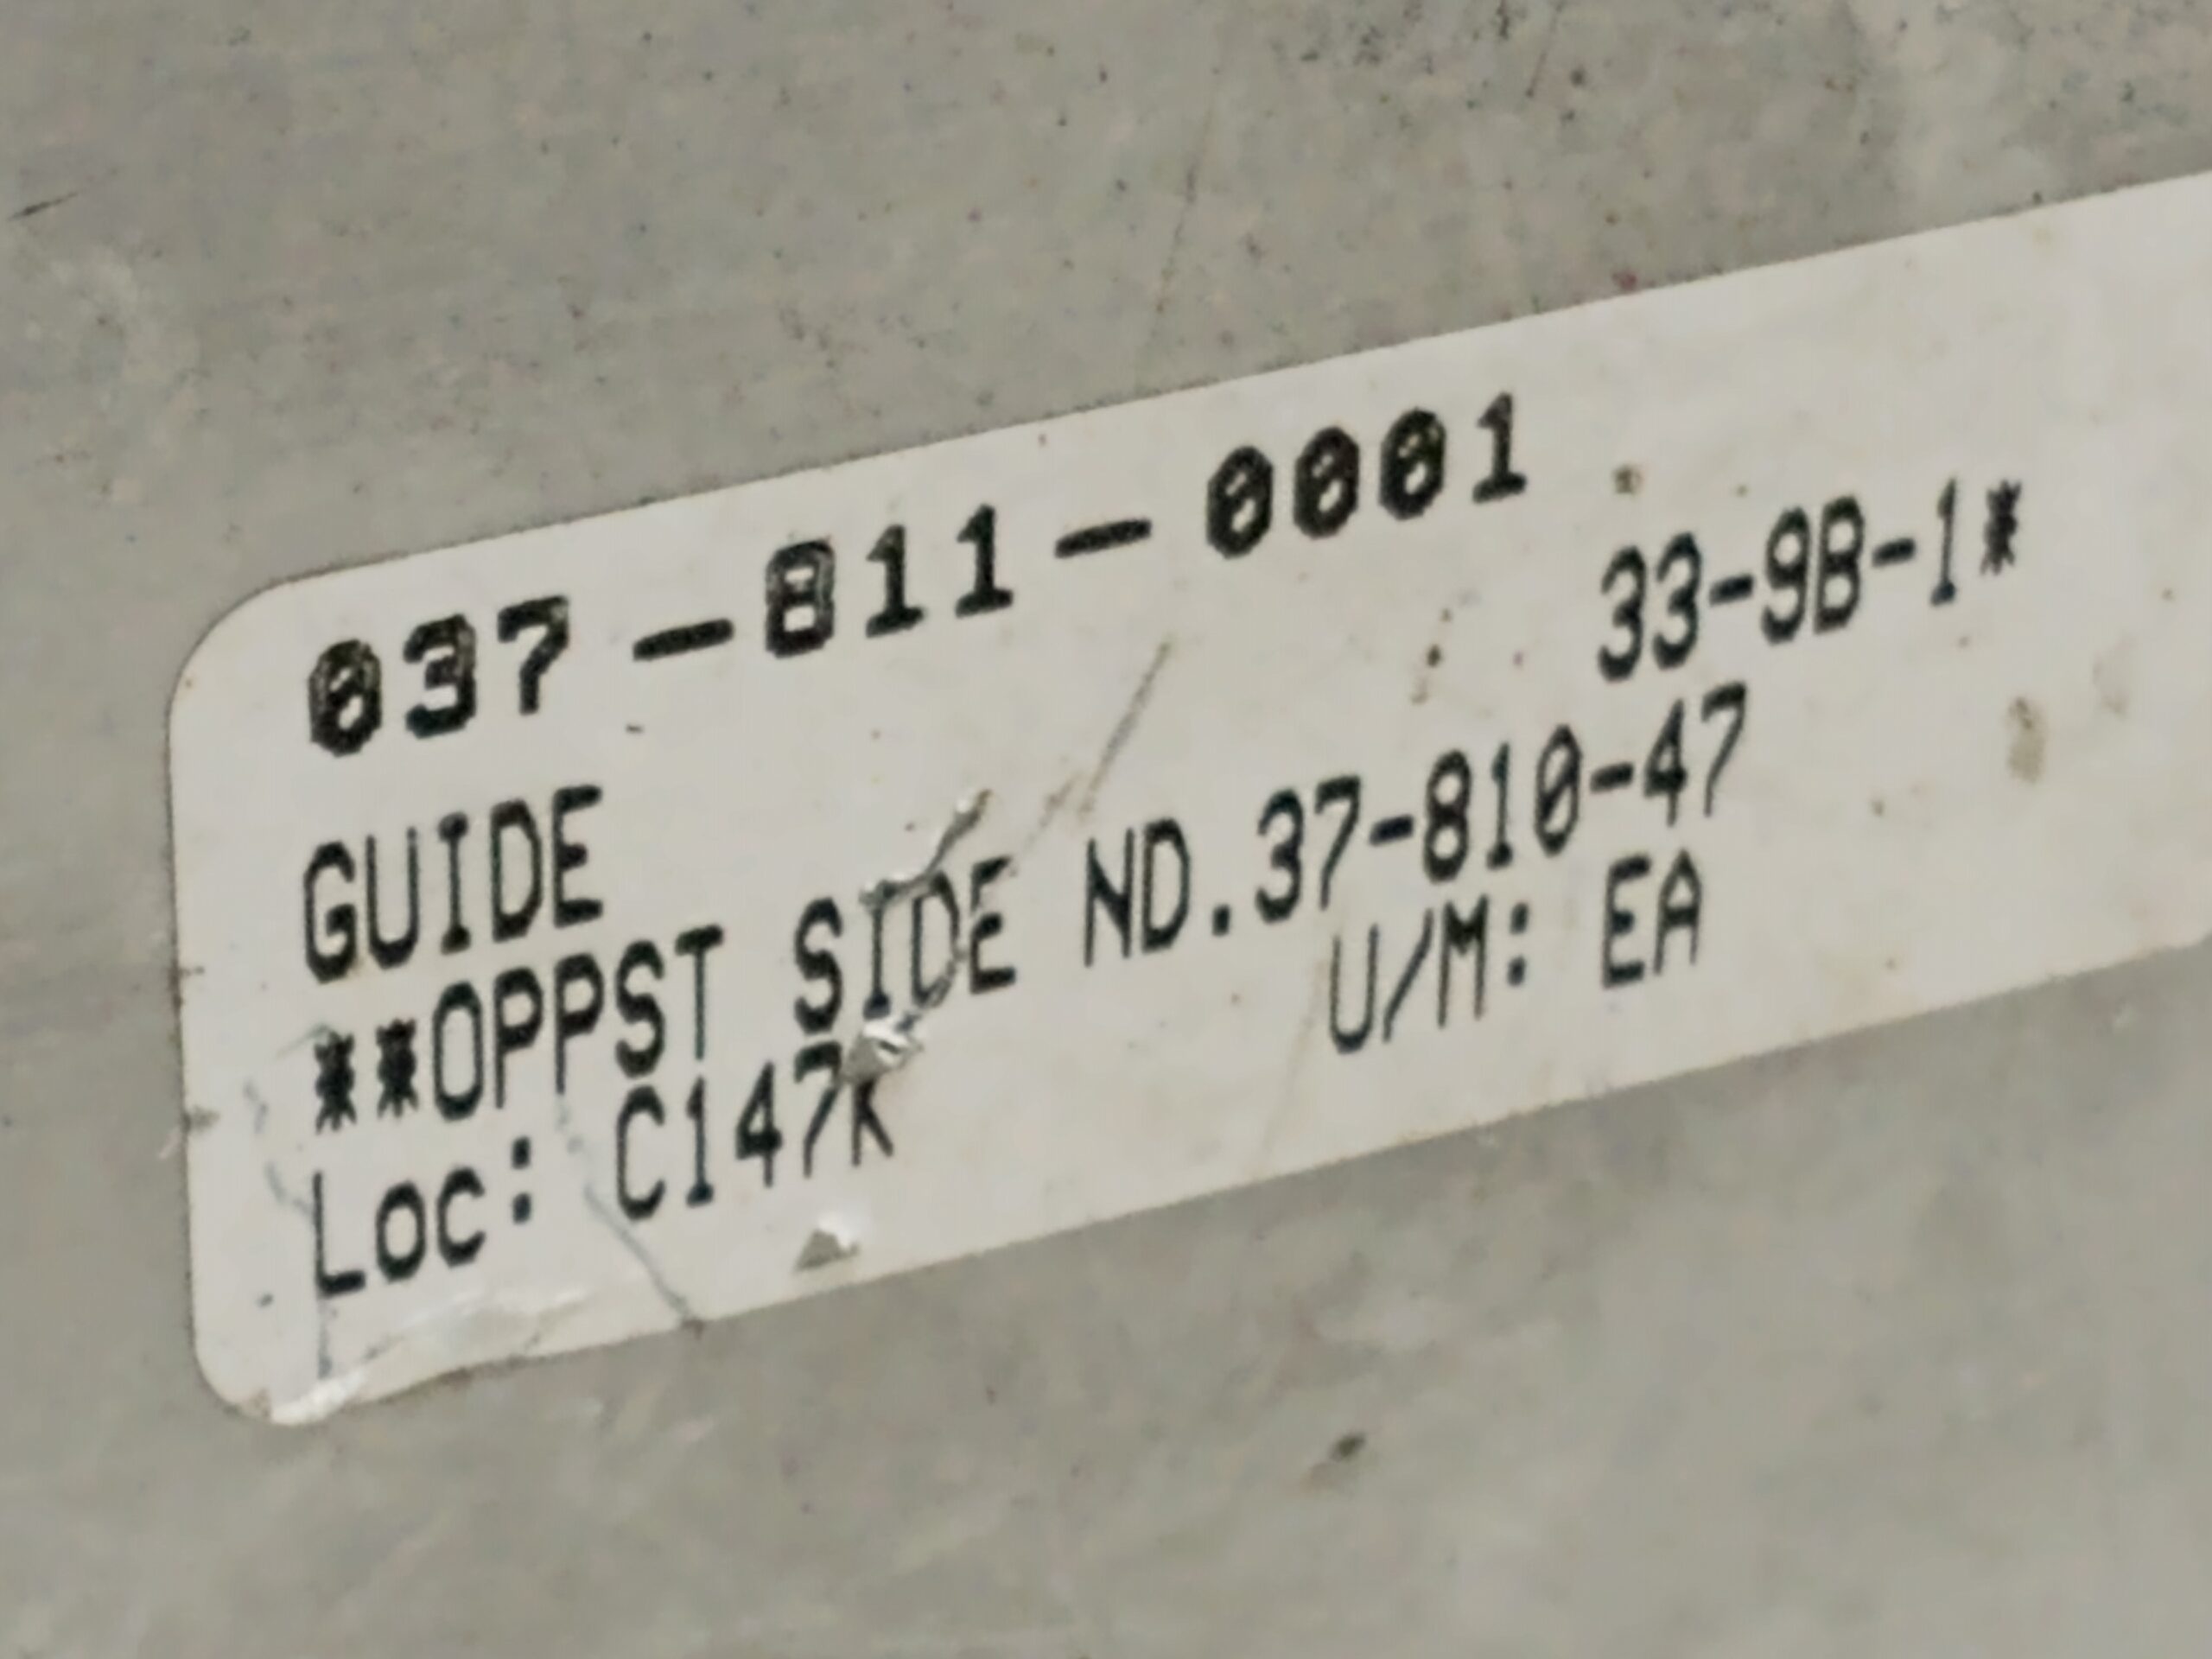 037-811-0001
33-9B-1*
GUIDE
**OPPST SIDE ND.37-810-47
Loc: C147K U/M: EA